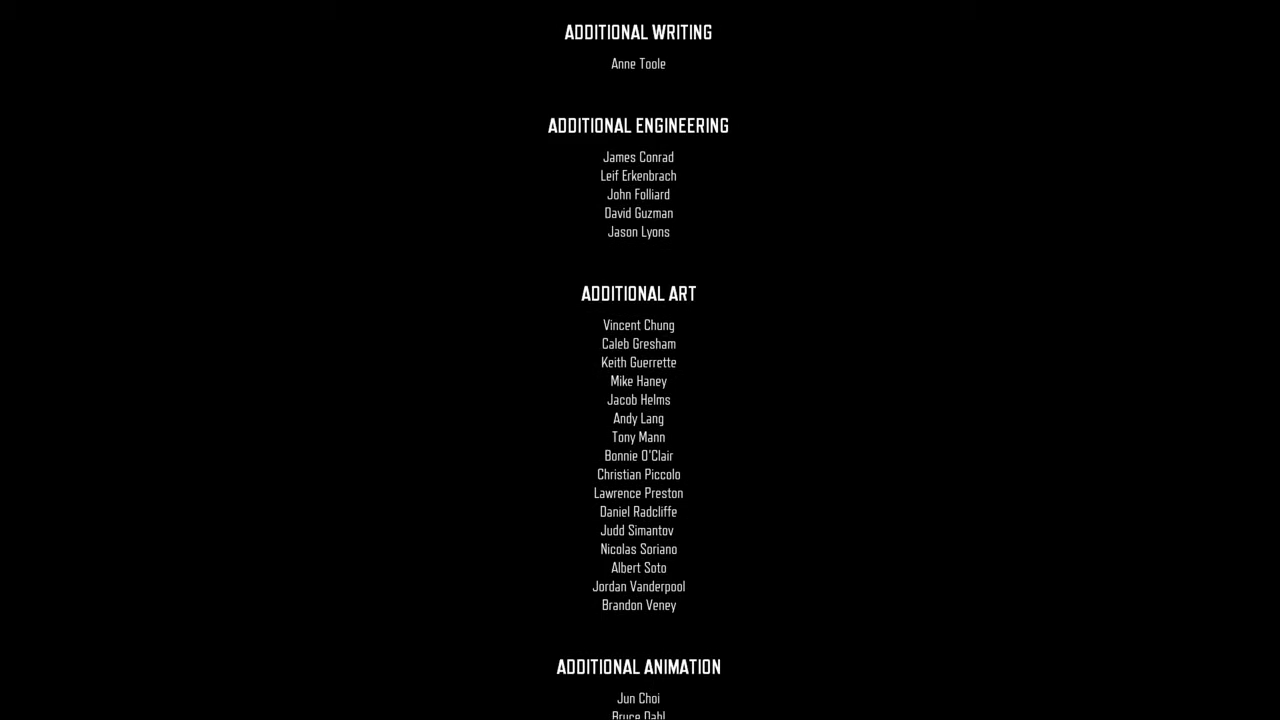 ADDITIONAL WRITING
Anne Toole
ADDITIONAL ENGINEERING
James Conrad
Leif Erkenbrach
John Folliard
David Guzman
Jason Lyons
ADDITIONAL ART
Vincent Chung
Caleb Gresham
Keith Guerrette
Mike Haney
Jacob Helms
Andy Lang
Tony Mann
Bonnie O'Clair
Christian Piccolo
Lawrence Preston
Daniel Radcliffe
Judd Simantov
Nicolas Soriano
Albert Soto
Jordan Vanderpool
Brandon Veney
ADDITIONAL ANIMATION
Jun Choi
Bruce Dahl